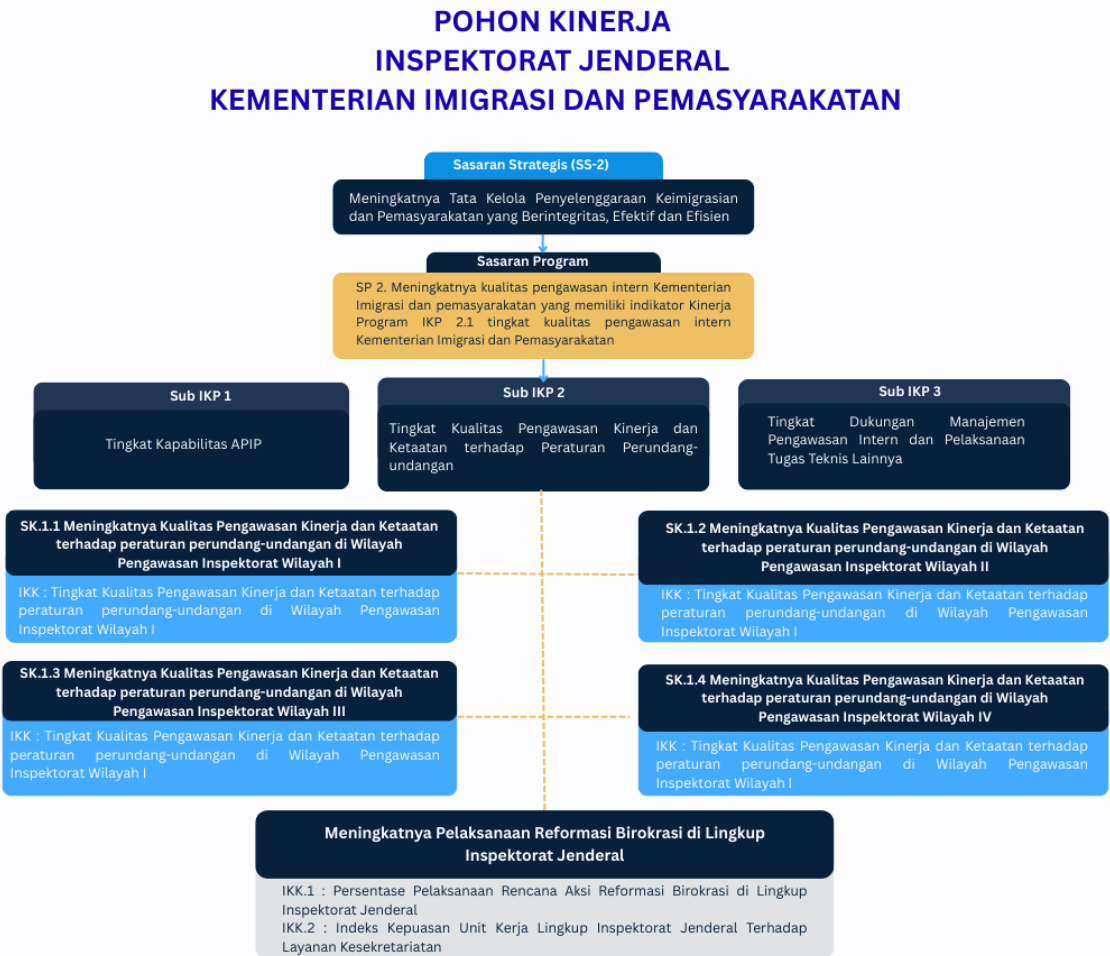 POHON KINERJA
INSPEKTORAT JENDERAL
KEMENTERIAN IMIGRASI DAN PEMASYARAKATAN
Sasaran Strategis (SS-2)
Meningkatnya Tata Kelola Penyelenggaraan Keimigrasian
dan Pemasyarakatan yang Berintegritas, Efektif dan Efisien
Sasaran Program
SP 2. Meningkatnya kualitas pengawasan intern Kementerian
Imigrasi dan pemasyarakatan yang memiliki indikator Kinerja
Program IKP 2.1 tingkat kualitas pengawasan intern
Kementerian Imigrasi dan Pemasyarakatan
Sub IKP 1
Tingkat Kapabilitas APIP
Sub IKP 2
Tingkat Kualitas Pengawasan Kinerja dan
Ketaatan terhadap Peraturan Perundang-
undangan
Sub IKP 3
Tingkat Dukungan Manajemen
Pengawasan Intern dan Pelaksanaan
Tugas Teknis Lainnya
SK.1.1 Meningkatnya Kualitas Pengawasan Kinerja dan Ketaatan
terhadap peraturan perundang-undangan di Wilayah
Pengawasan Inspektorat Wilayah I
IKK : Tingkat Kualitas Pengawasan Kinerja dan Ketaatan terhadap
peraturan perundang-undangan di Wilayah Pengawasan
Inspektorat Wilayah I
SK.1.2 Meningkatnya Kualitas Pengawasan Kinerja dan Ketaatan
terhadap peraturan perundang-undangan di Wilayah
Pengawasan Inspektorat Wilayah II
IKK : Tingkat Kualitas Pengawasan Kinerja dan Ketaatan terhadap
peraturan perundang-undangan di Wilayah Pengawasan
Inspektorat Wilayah I
SK.1.3 Meningkatnya Kualitas Pengawasan Kinerja dan Ketaatan
terhadap peraturan perundang-undangan di Wilayah
Pengawasan Inspektorat Wilayah III
IKK : Tingkat Kualitas Pengawasan Kinerja dan Ketaatan terhadap
peraturan perundang-undangan di Wilayah Pengawasan
Inspektorat Wilayah I
SK.1.4 Meningkatnya Kualitas Pengawasan Kinerja dan Ketaatan
terhadap peraturan perundang-undangan di Wilayah
Pengawasan Inspektorat Wilayah IV
IKK : Tingkat Kualitas Pengawasan Kinerja dan Ketaatan terhadap
peraturan perundang-undangan di Wilayah Pengawasan
Inspektorat Wilayah I
Meningkatnya Pelaksanaan Reformasi Birokrasi di Lingkup
Inspektorat Jenderal
IKK.1 : Persentase Pelaksanaan Rencana Aksi Reformasi Birokrasi di Lingkup
Inspektorat Jenderal
IKK.2 : Indeks Kepuasan Unit Kerja Lingkup Inspektorat Jenderal Terhadap
Layanan Kesekretariatan